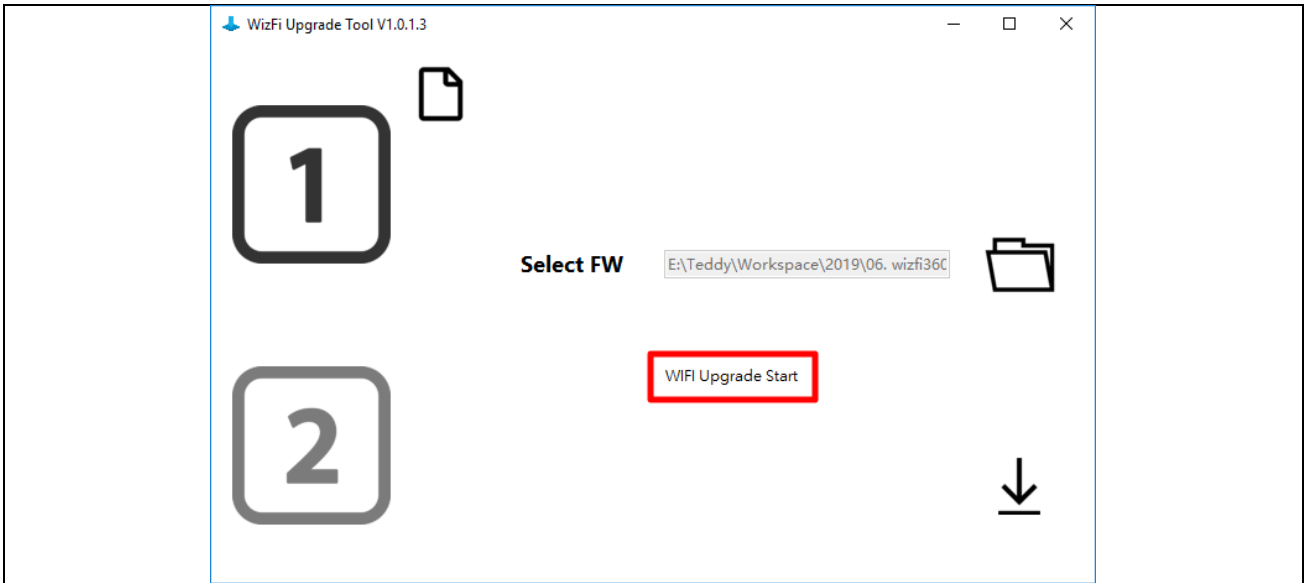 WizFi Upgrade Tool V1.0.1.3
1
Select FW
E:\Teddy\Workspace\2019\06. wizfi360
WIFI Upgrade Start
2